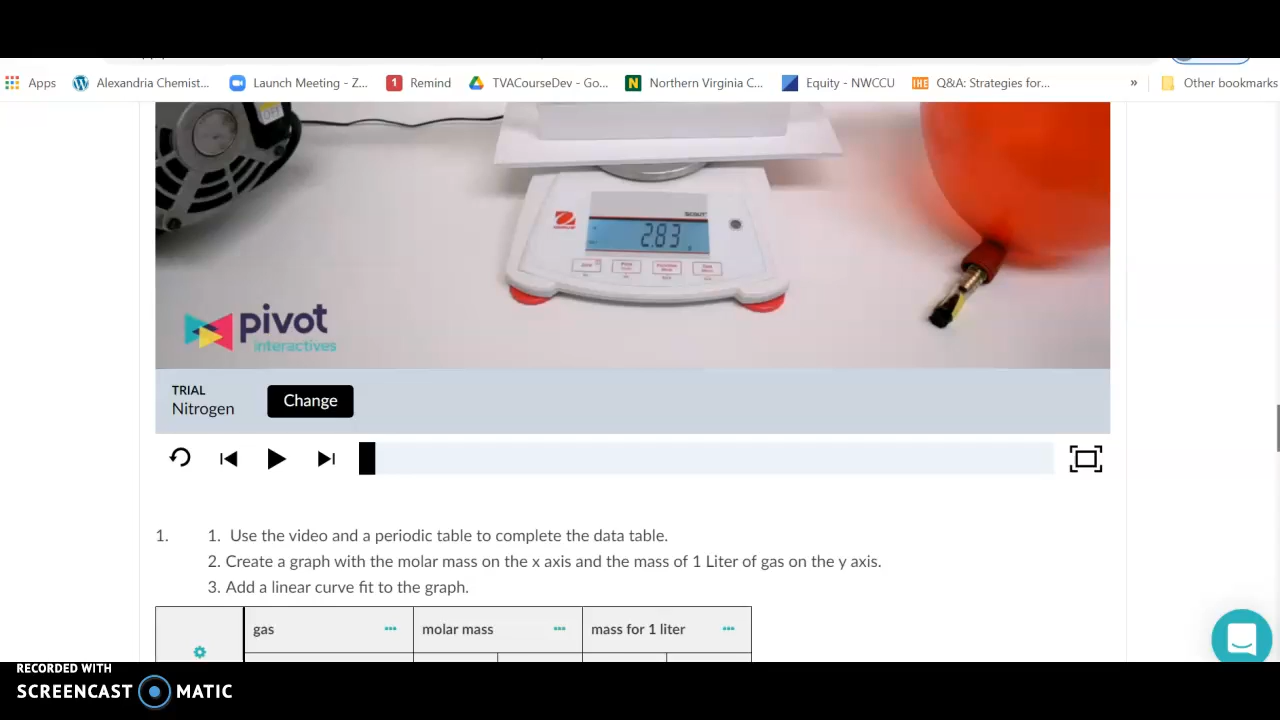 Apps Alexandria Chemist... Launch Meeting - Z... 1 Remind TVACourseDev - Go... N Northern Virginia C... Equity - NWCCU IHE Q&A: Strategies for... » Other bookmarks
SCOUT
2.83 g
pivot
interactives
TRIAL
Nitrogen
Change
1. 1. Use the video and a periodic table to complete the data table.
2. Create a graph with the molar mass on the x axis and the mass of 1 Liter of gas on the y axis.
3. Add a linear curve fit to the graph.
gas molar mass mass for 1 liter
RECORDED WITH
SCREENCAST MATIC